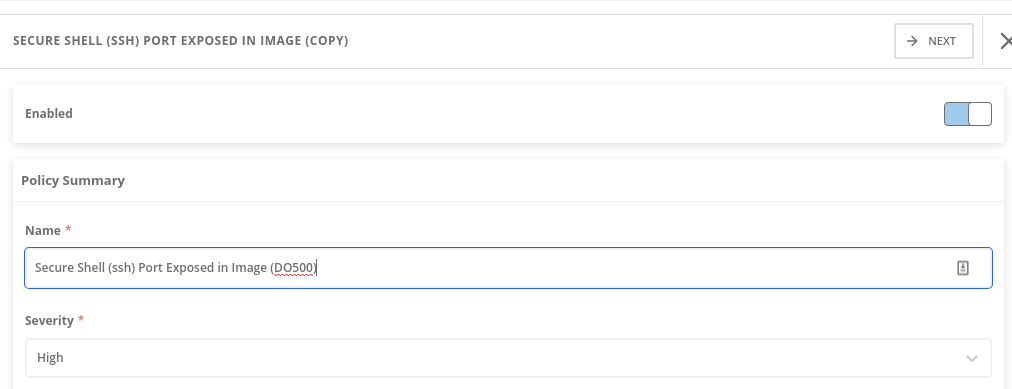 SECURE SHELL (SSH) PORT EXPOSED IN IMAGE (COPY)
NEXT
Enabled
Policy Summary
Name *
Secure Shell (ssh) Port Exposed in Image (DO500)
Severity *
High